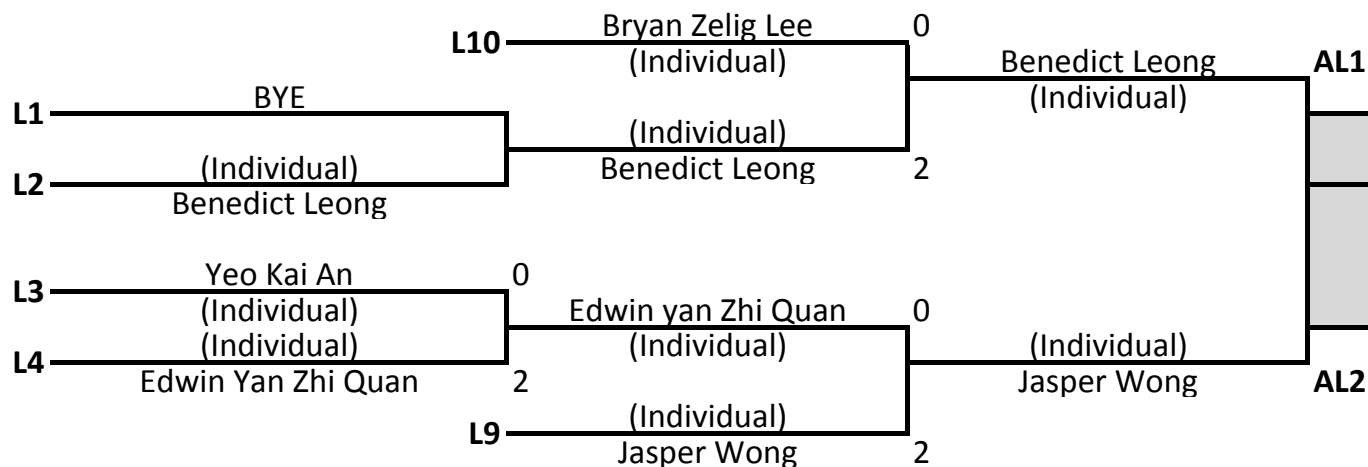 L10 Bryan Zelig Lee 0
(Individual)
Benedict Leong AL1
(Individual)
L1 BYE
(Individual)
Benedict Leong 2
L2 (Individual)
Benedict Leong
L3 Yeo Kai An 0
(Individual)
Edwin yan Zhi Quan 0
(Individual)
L4 (Individual)
Edwin Yan Zhi Quan 2
(Individual)
Jasper Wong AL2
L9 (Individual)
Jasper Wong 2